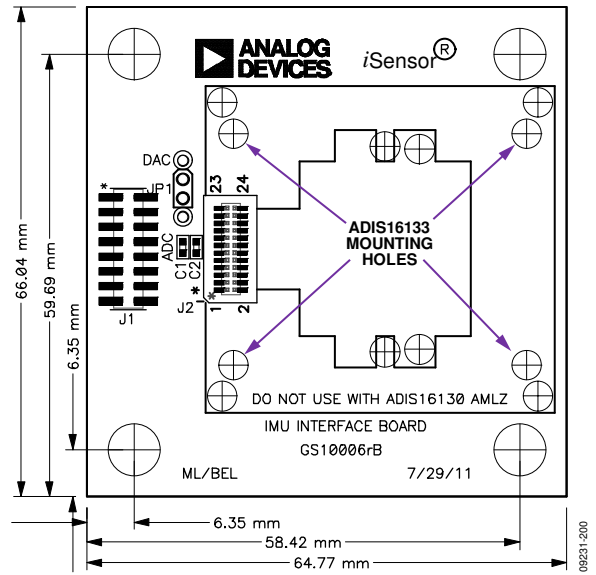 ANALOG
DEVICES
iSensor®
DAC
JP1
23
24
*
ADC
C1
C2
*
J2
*
1
2
J1
ADIS16133
MOUNTING
HOLES
66.04 mm
59.69 mm
6.35 mm
DO NOT USE WITH ADIS16130 AMLZ
IMU INTERFACE BOARD
GS10006rB
ML/BEL
7/29/11
6.35 mm
58.42 mm
64.77 mm
09231-200